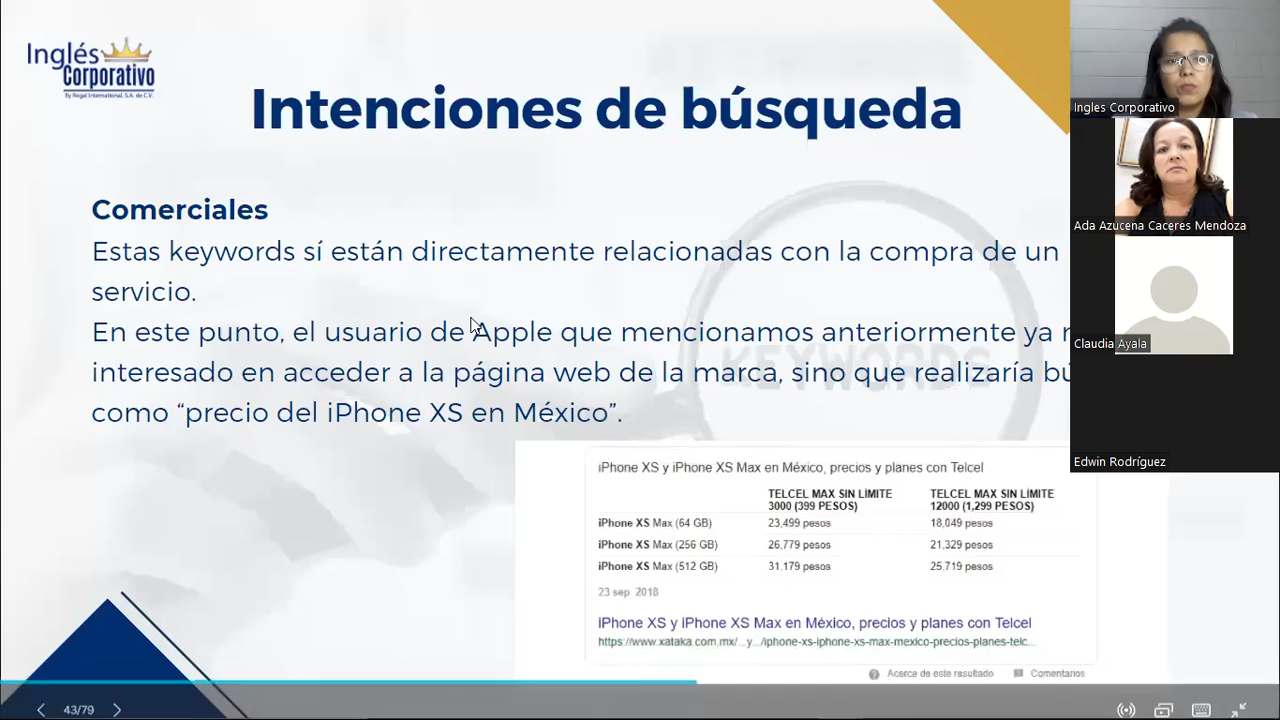 Inglés
Corporativo
By Regal International, S.A. de C.V.
Intenciones de búsqueda
Comerciales
Estas keywords sí están directamente relacionadas con la compra de un
servicio.
En este punto, el usuario de Apple que mencionamos anteriormente ya
interesado en acceder a la página web de la marca, sino que realizaría
como “precio del iPhone XS en México”.
KEYWORDS
iPhone XS y iPhone XS Max en México, precios y planes con Telcel
TELCEL MAX SIN LÍMITE TELCEL MAX SIN LÍMITE
3000 (399 PESOS) 12000 (1,299 PESOS)
iPhone XS Max (64 GB) 23,499 pesos 18,049 pesos
iPhone XS Max (256 GB) 26,779 pesos 21,329 pesos
iPhone XS Max (512 GB) 31,179 pesos 25,719 pesos
23 sep. 2018
iPhone XS y iPhone XS Max en México, precios y planes con Telcel
https://www.xataka.com.mx/...y.../iphone-xs-iphone-xs-max-mexico-precios-planes-telc...
Acerca de este resultado Comentarios
43/79
Ingles Corporativo
Ada Azucena Caceres Mendoza
Claudia Ayala
Edwin Rodríguez